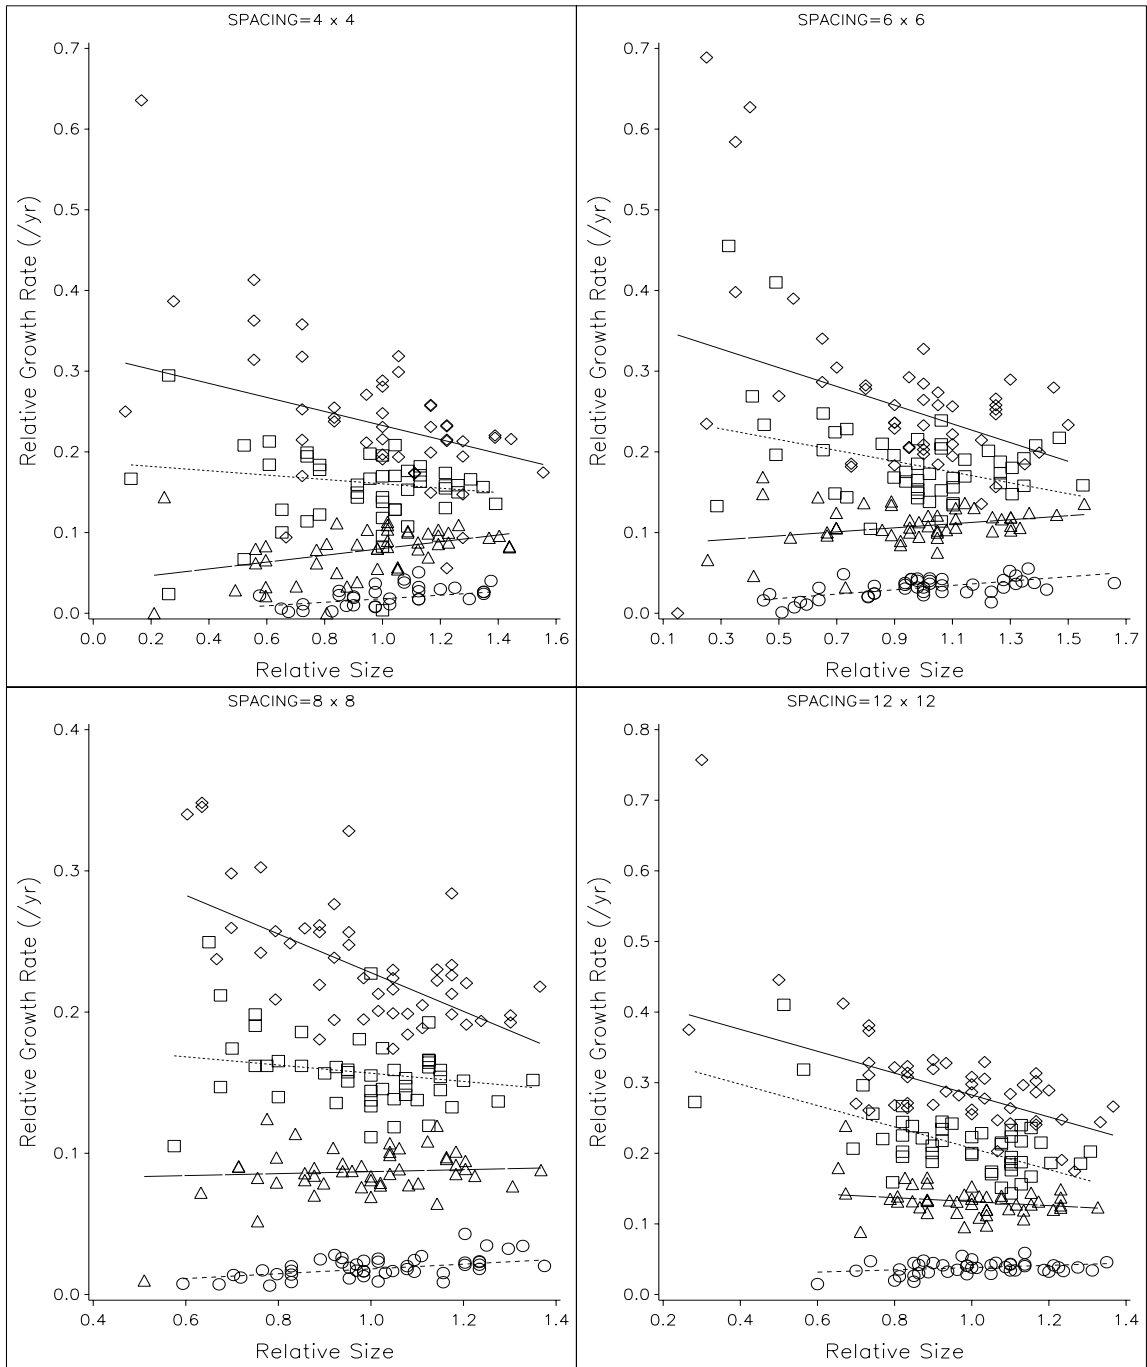 SPACING=4 x 4
0.7
0.6
0.5
0.4
0.3
0.2
0.1
0.0
Relative Growth Rate (/yr)
0.0 0.2 0.4 0.6 0.8 1.0 1.2 1.4 1.6
Relative Size
SPACING=6 x 6
0.7
0.6
0.5
0.4
0.3
0.2
0.1
0.0
Relative Growth Rate (/yr)
0.1 0.3 0.5 0.7 0.9 1.1 1.3 1.5 1.7
Relative Size
SPACING=8 x 8
0.4
0.3
0.2
0.1
0.0
Relative Growth Rate (/yr)
0.4 0.6 0.8 1.0 1.2 1.4
Relative Size
SPACING=12 x 12
0.8
0.7
0.6
0.5
0.4
0.3
0.2
0.1
0.0
Relative Growth Rate (/yr)
0.2 0.4 0.6 0.8 1.0 1.2 1.4
Relative Size